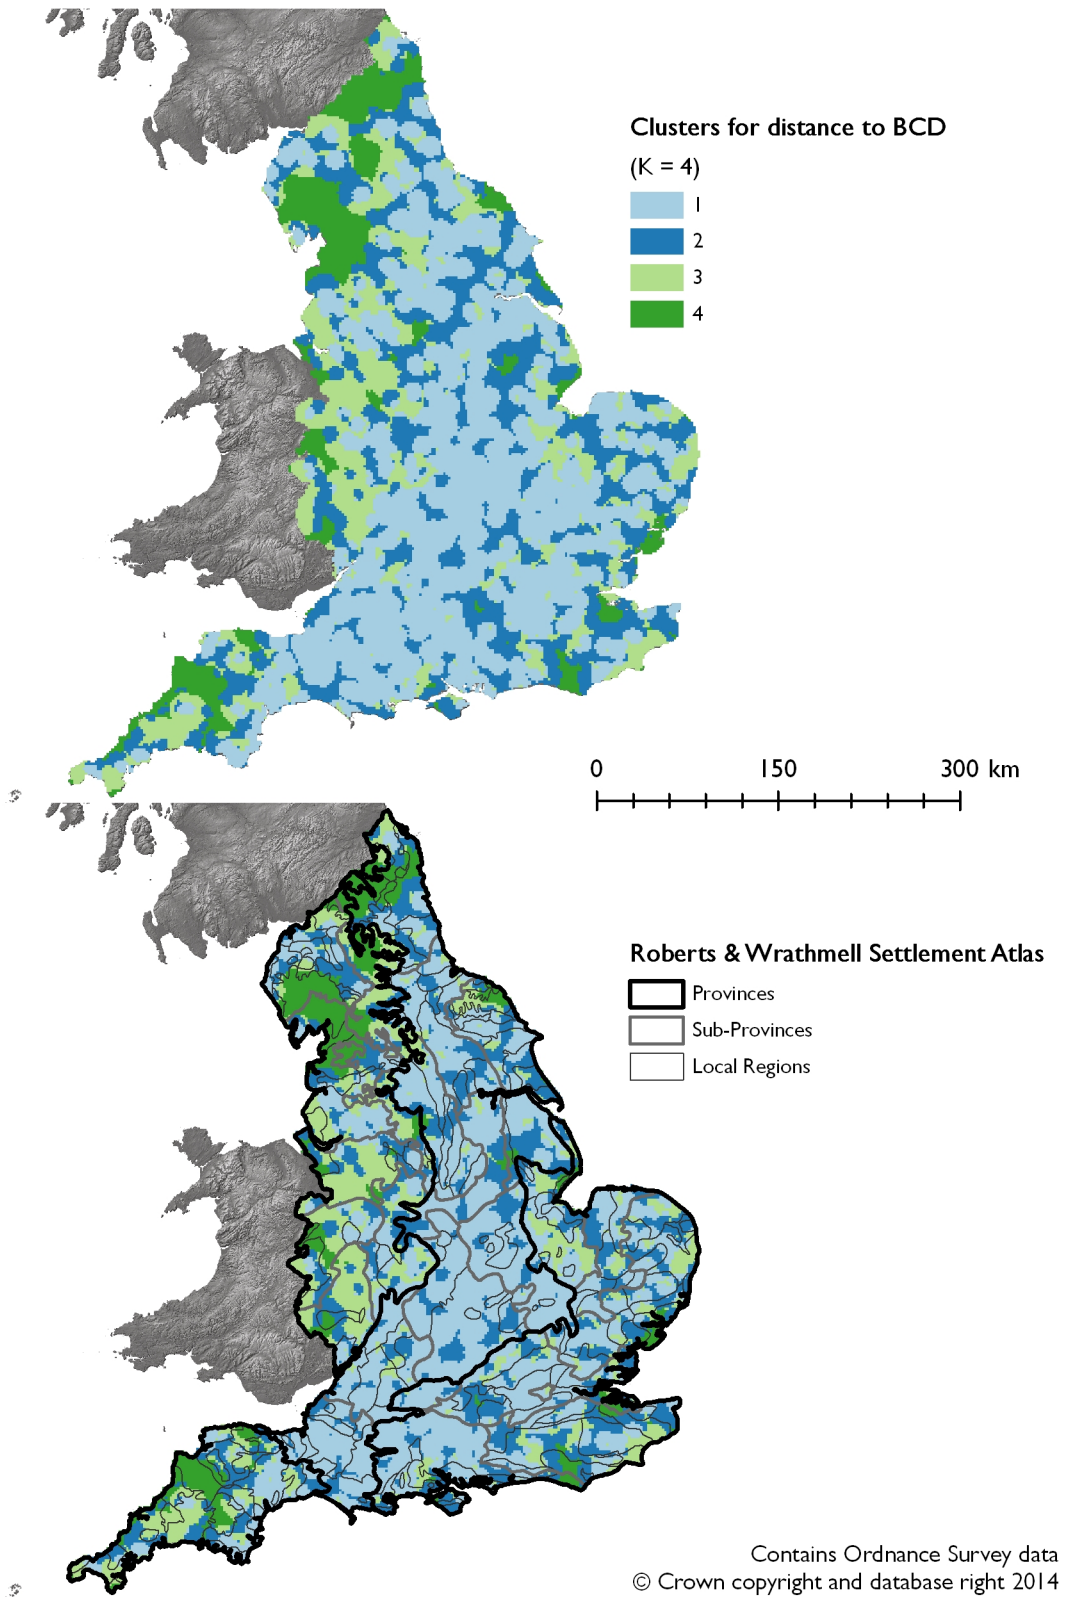 Clusters for distance to BCD
(K = 4)
1
2
3
4
0 150 300 km
Roberts & Wrathmell Settlement Atlas
Provinces
Sub-Provinces
Local Regions
Contains Ordnance Survey data
© Crown copyright and database right 2014